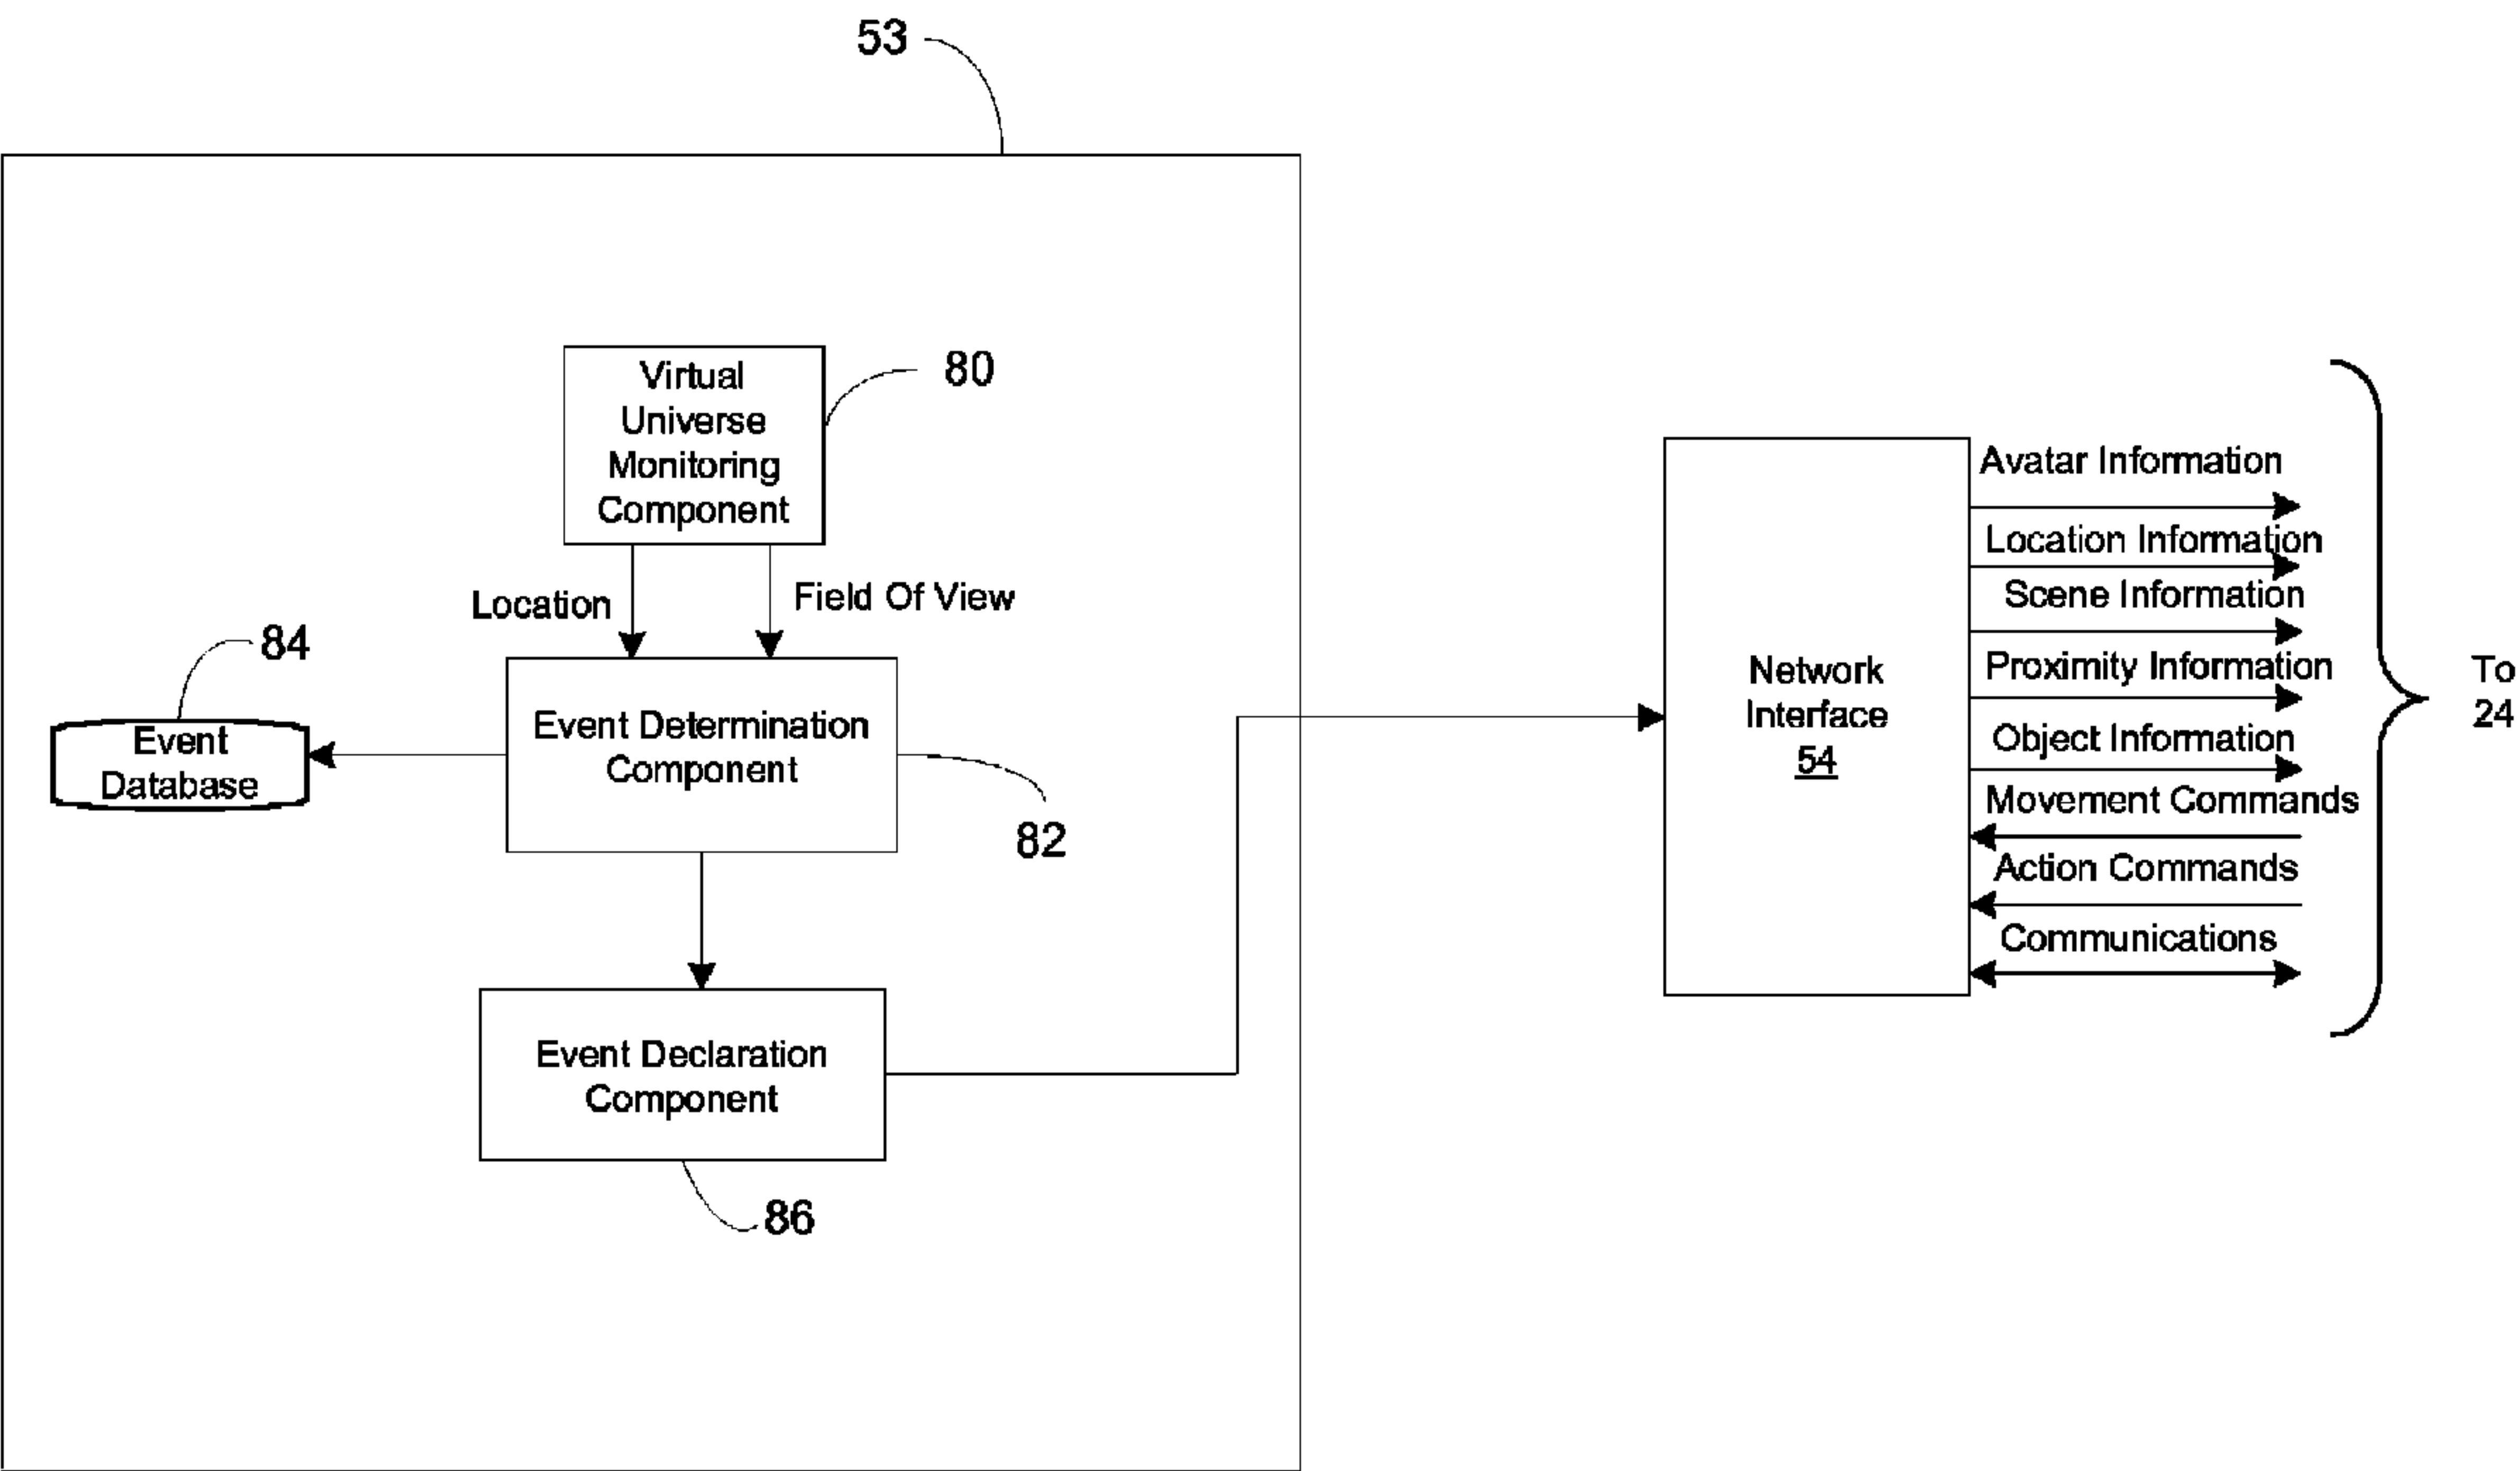 53
Virtual
Universe
Monitoring
Component
80
Location
Field Of View
84
Event
Database
Event Determination
Component
82
Event Declaration
Component
86
Network
Interface
54
Avatar Information
Location Information
Scene Information
Proximity Information
Object Information
Movement Commands
Action Commands
Communications
To
24